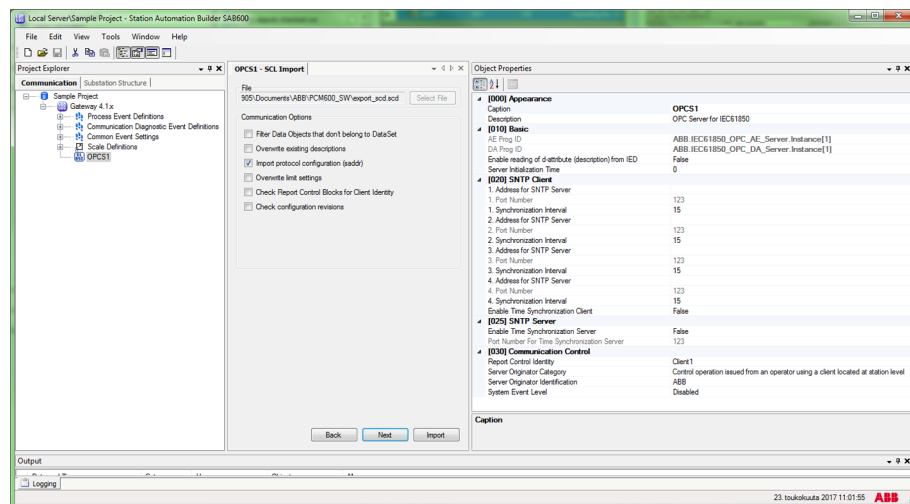 Local Server\Sample Project - Station Automation Builder SAB600
File Edit View Tools Window Help
Project Explorer
Communication Substation Structure
Sample Project
Gateway 4.1.x
Process Event Definitions
Communication Diagnostic Event Definitions
Common Event Settings
Scale Definitions
OPCS1
OPCS1 - SCL Import
File
905\Documents\ABB\PCM600_SW\export_scd.scd Select File
Communication Options
Filter Data Objects that don't belong to DataSet
Overwrite existing descriptions
Import protocol configuration (saddr)
Overwrite limit settings
Check Report Control Blocks for Client Identity
Check configuration revisions
Back Next Import
Object Properties
[000] Appearance
Caption OPCS1
Description OPC Server for IEC61850
[010] Basic
AE Prog ID ABB.IEC61850_OPC_AE_Server.Instance[1]
DA Prog ID ABB.IEC61850_OPC_DA_Server.Instance[1]
Enable reading of d-attribute (description) from IED False
Server Initialization Time 0
[020] SNTP Client
1. Address for SNTP Server
1. Port Number 123
1. Synchronization Interval 15
2. Address for SNTP Server
2. Port Number 123
2. Synchronization Interval 15
3. Address for SNTP Server
3. Port Number 123
3. Synchronization Interval 15
4. Address for SNTP Server
4. Port Number 123
4. Synchronization Interval 15
Enable Time Synchronization Client False
[025] SNTP Server
Enable Time Synchronization Server False
Port Number For Time Synchronization Server 123
[030] Communication Control
Report Control Identity Client1
Server Originator Category Control operation issued from an operator using a client located at station level
Server Originator Identification ABB
System Event Level Disabled
Caption
Output
Logging
23. toukokuuta 2017 11:01:55 ABB